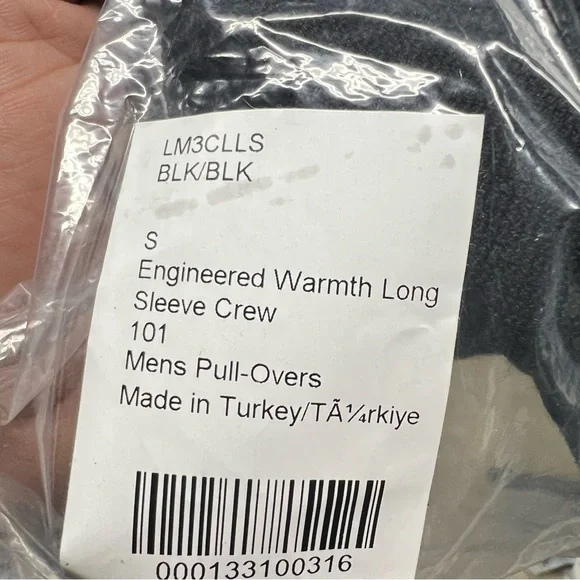 LM3CLLS
BLK/BLK
S
Engineered Warmth Long
Sleeve Crew
101
Mens Pull-Overs
Made in Turkey/TÃ¼rkiye
000133100316